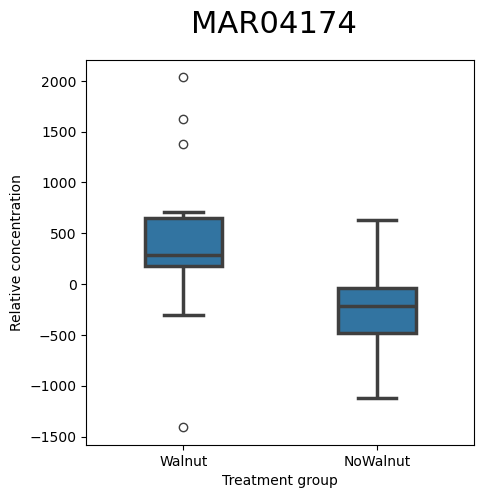 MAR04174
2000
1500
1000
500
0
−500
−1000
−1500
Relative concentration
Walnut NoWalnut
Treatment group